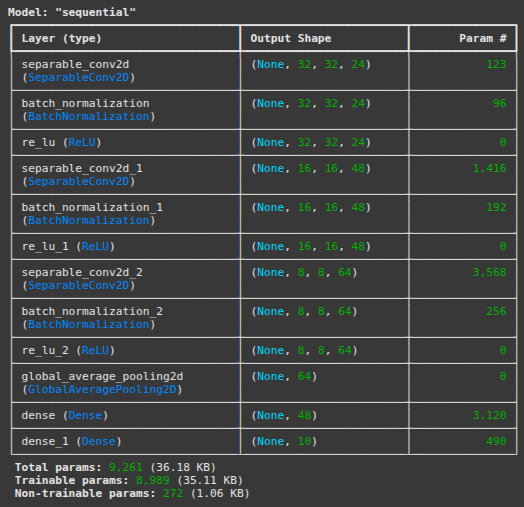 Model: "sequential"
Layer (type) Output Shape Param #
separable_conv2d (None, 32, 32, 24) 123
(SeparableConv2D)
batch_normalization (None, 32, 32, 24) 96
(BatchNormalization)
re_lu (ReLU) (None, 32, 32, 24) 0
separable_conv2d_1 (None, 16, 16, 48) 1,416
(SeparableConv2D)
batch_normalization_1 (None, 16, 16, 48) 192
(BatchNormalization)
re_lu_1 (ReLU) (None, 16, 16, 48) 0
separable_conv2d_2 (None, 8, 8, 64) 3,568
(SeparableConv2D)
batch_normalization_2 (None, 8, 8, 64) 256
(BatchNormalization)
re_lu_2 (ReLU) (None, 8, 8, 64) 0
global_average_pooling2d (None, 64) 0
(GlobalAveragePooling2D)
dense (Dense) (None, 48) 3,120
dense_1 (Dense) (None, 10) 490
Total params: 9,261 (36.18 KB)
Trainable params: 8,989 (35.11 KB)
Non-trainable params: 272 (1.06 KB)